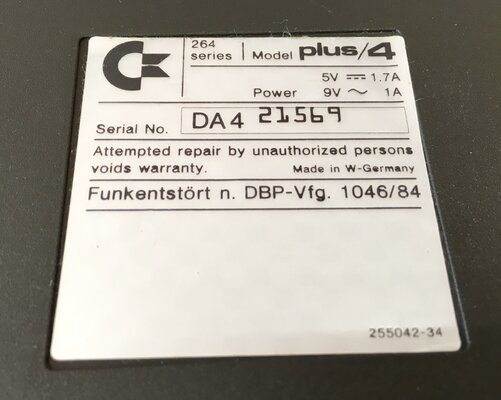 264 series | Model plus/4
5V ⎓ 1.7A
Power 9V ～ 1A
Serial No. DA4 21569
Attempted repair by unauthorized persons
voids warranty. Made in W-Germany
Funkentstört n. DBP-Vfg. 1046/84
255042-34